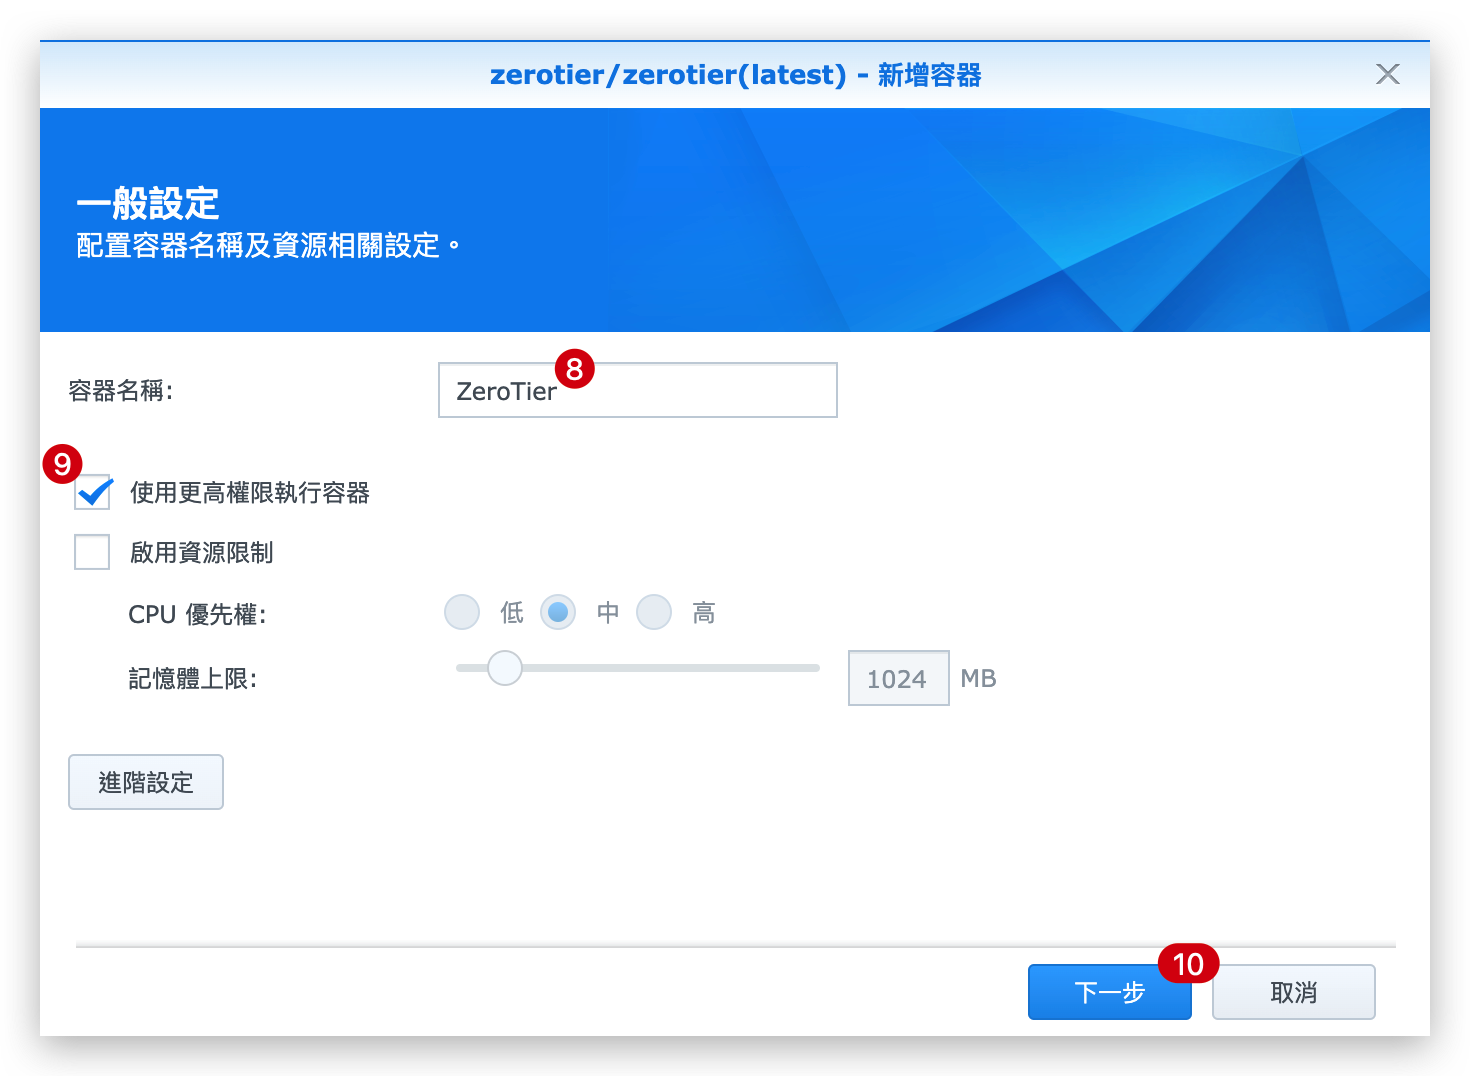 zerotier/zerotier(latest) - 新增容器
一般設定
配置容器名稱及資源相關設定。
8
容器名稱: ZeroTier
9
使用更高權限執行容器
啟用資源限制
CPU 優先權: 低 中 高
記憶體上限: 1024 MB
進階設定
10
下一步 取消